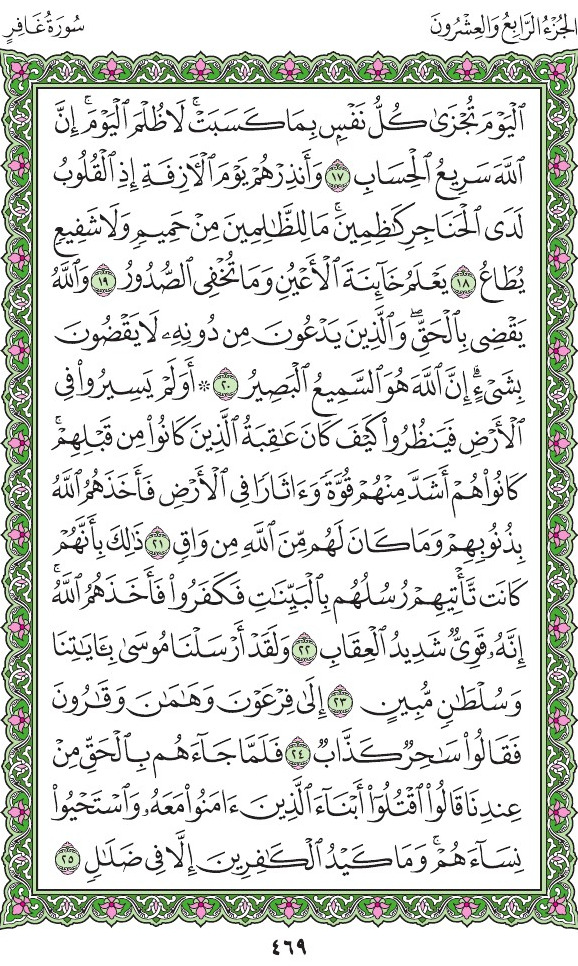 الجُزْءُ الرَّابِعُ وَالعِشْرُونَ
سُورَةُ غَافِرٍ
ٱلْيَوْمَ تُجْزَىٰ كُلُّ نَفْسٍۭ بِمَا كَسَبَتْ ۚ لَا ظُلْمَ ٱلْيَوْمَ ۚ إِنَّ
ٱللَّهَ سَرِيعُ ٱلْحِسَابِ ١٧ وَأَنذِرْهُمْ يَوْمَ ٱلْأٓزِفَةِ إِذِ ٱلْقُلُوبُ
لَدَى ٱلْحَنَاجِرِ كَٰظِمِينَ ۚ مَا لِلظَّٰلِمِينَ مِنْ حَمِيمٍ وَلَا شَفِيعٍ
يُطَاعُ ١٨ يَعْلَمُ خَآئِنَةَ ٱلْأَعْيُنِ وَمَا تُخْفِى ٱلصُّدُورُ ١٩ وَٱللَّهُ
يَقْضِى بِٱلْحَقِّ ۖ وَٱلَّذِينَ يَدْعُونَ مِن دُونِهِۦ لَا يَقْضُونَ
بِشَىْءٍ ۗ إِنَّ ٱللَّهَ هُوَ ٱلسَّمِيعُ ٱلْبَصِيرُ ٢٠ * أَوَلَمْ يَسِيرُوا۟ فِى
ٱلْأَرْضِ فَيَنظُرُوا۟ كَيْفَ كَانَ عَٰقِبَةُ ٱلَّذِينَ كَانُوا۟ مِن قَبْلِهِمْ ۚ
كَانُوا۟ هُمْ أَشَدَّ مِنْهُمْ قُوَّةً وَءَاثَارًا فِى ٱلْأَرْضِ فَأَخَذَهُمُ ٱللَّهُ
بِذُنُوبِهِمْ وَمَا كَانَ لَهُم مِّنَ ٱللَّهِ مِن وَاقٍ ٢١ ذَٰلِكَ بِأَنَّهُمْ
كَانَت تَّأْتِيهِمْ رُسُلُهُم بِٱلْبَيِّنَٰتِ فَكَفَرُوا۟ فَأَخَذَهُمُ ٱللَّهُ ۚ
إِنَّهُۥ قَوِىٌّ شَدِيدُ ٱلْعِقَابِ ٢٢ وَلَقَدْ أَرْسَلْنَا مُوسَىٰ بِـَٔايَٰتِنَا
وَسُلْطَٰنٍ مُّبِينٍ ٢٣ إِلَىٰ فِرْعَوْنَ وَهَٰمَٰنَ وَقَٰرُونَ
فَقَالُوا۟ سَٰحِرٌ كَذَّابٌ ٢٤ فَلَمَّا جَآءَهُم بِٱلْحَقِّ مِنْ
عِندِنَا قَالُوا۟ ٱقْتُلُوٓا۟ أَبْنَآءَ ٱلَّذِينَ ءَامَنُوا۟ مَعَهُۥ وَٱسْتَحْيُوا۟
نِسَآءَهُمْ ۚ وَمَا كَيْدُ ٱلْكَٰفِرِينَ إِلَّا فِى ضَلَٰلٍ ٢٥
٤٦٩